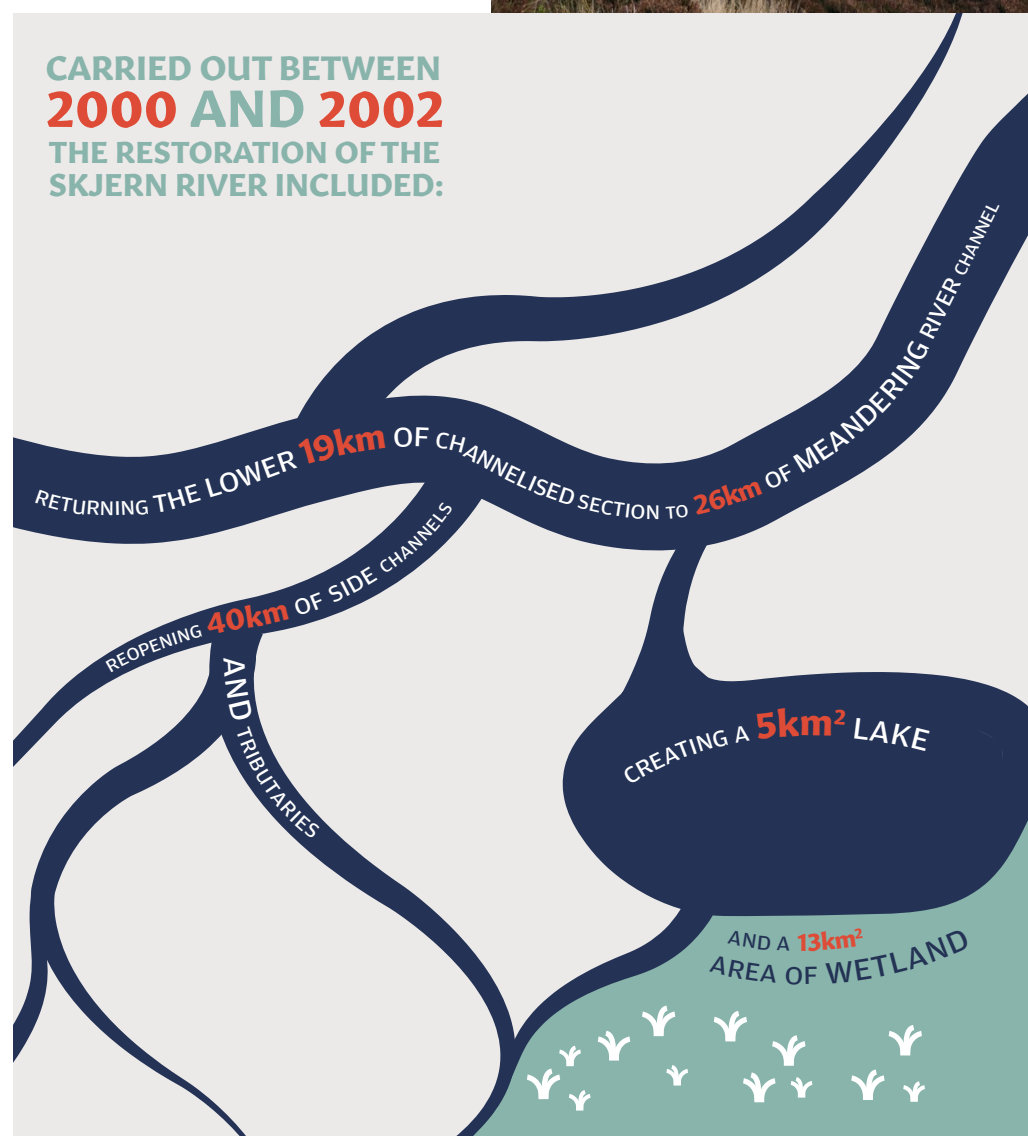 CARRIED OUT BETWEEN
2000 AND 2002
THE RESTORATION OF THE
SKJERN RIVER INCLUDED:
RETURNING THE LOWER 19km OF CHANNELISED SECTION TO 26km OF MEANDERING RIVER CHANNEL
REOPENING 40km OF SIDE CHANNELS
AND TRIBUTARIES
CREATING A 5km² LAKE
AND A 13km²
AREA OF WETLAND